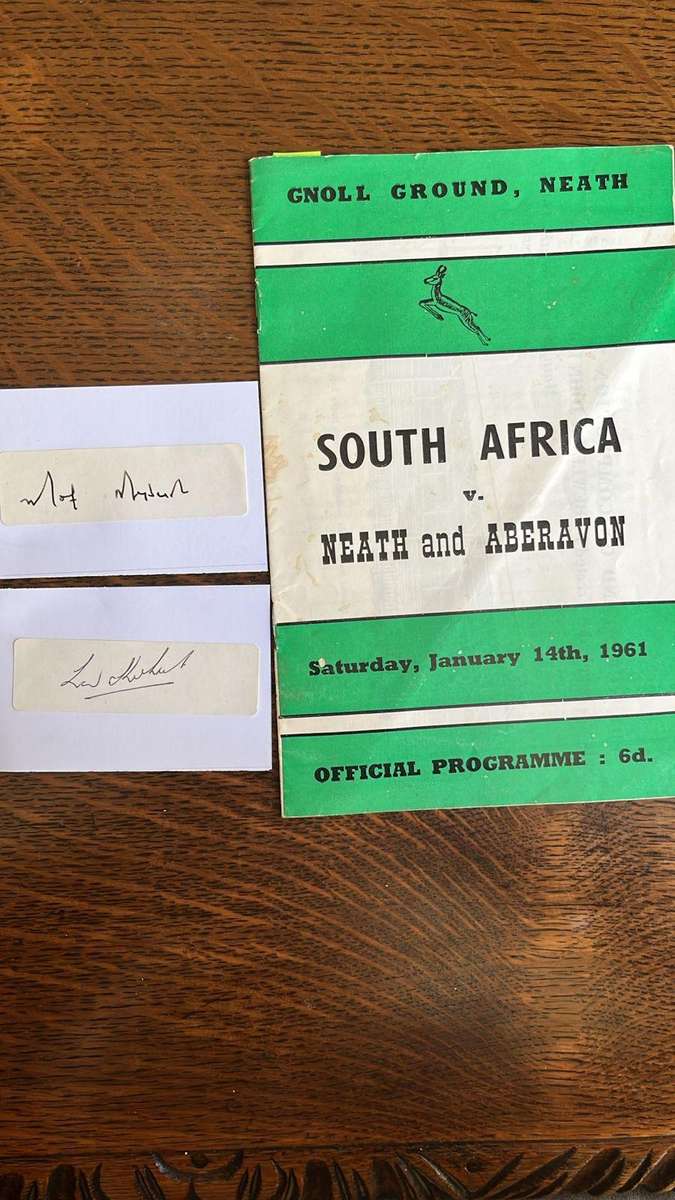 GNOLL GROUND, NEATH
SOUTH AFRICA
v.
NEATH and ABERAVON
Saturday, January 14th, 1961
OFFICIAL PROGRAMME : 6d.